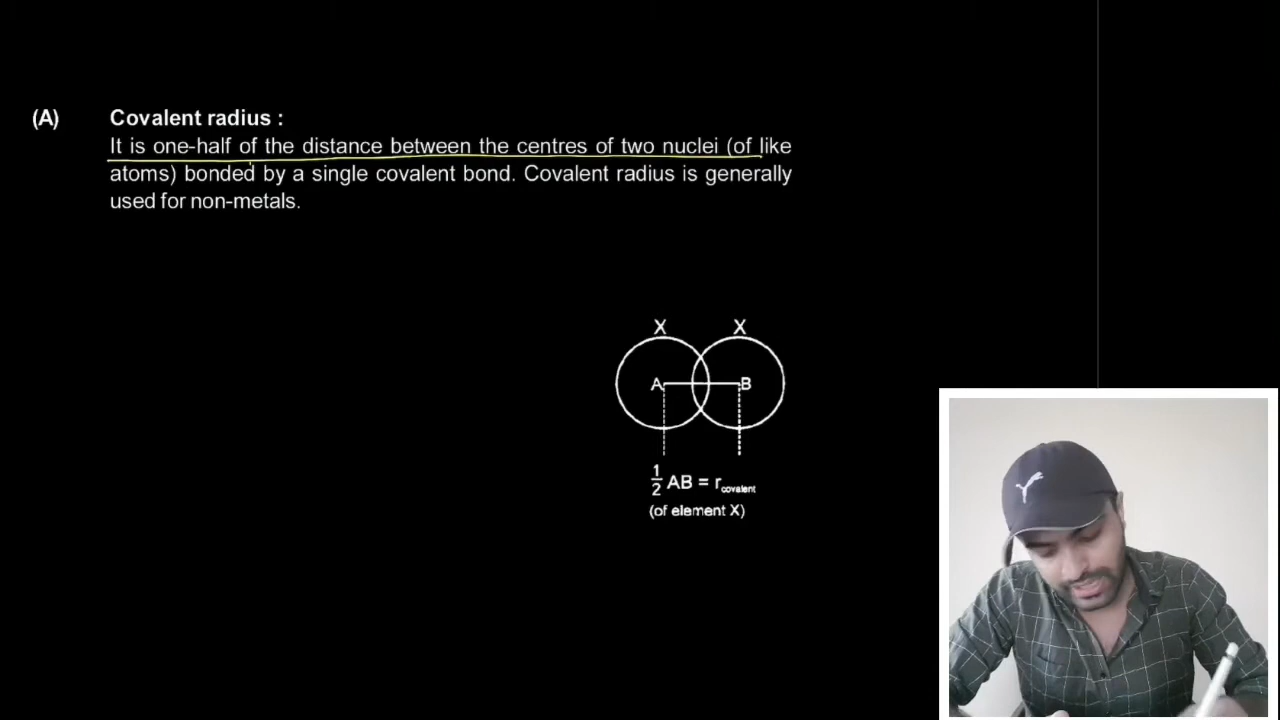 (A) Covalent radius :
It is one-half of the distance between the centres of two nuclei (of like
atoms) bonded by a single covalent bond. Covalent radius is generally
used for non-metals.
X X
A B
1/2 AB = r covalent
(of element X)